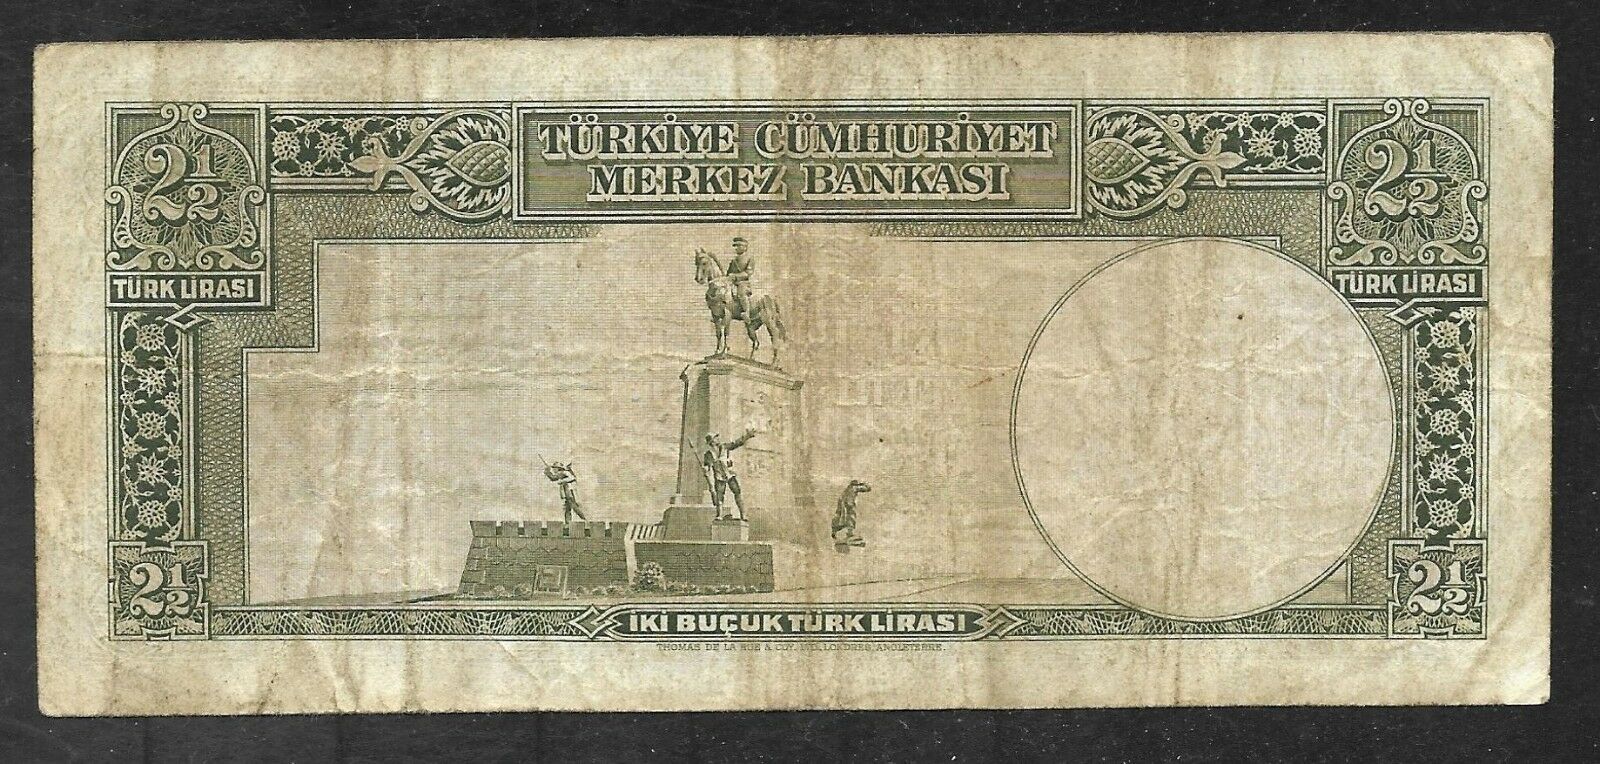 2½
TÜRKİYE CÜMHURİYET
MERKEZ BANKASI
2½
TÜRK LİRASI
TÜRK LİRASI
2½
İKİ BUÇUK TÜRK LİRASI
2½
THOMAS DE LA RUE & COY. LTD., LONDRES ANGLETERRE.